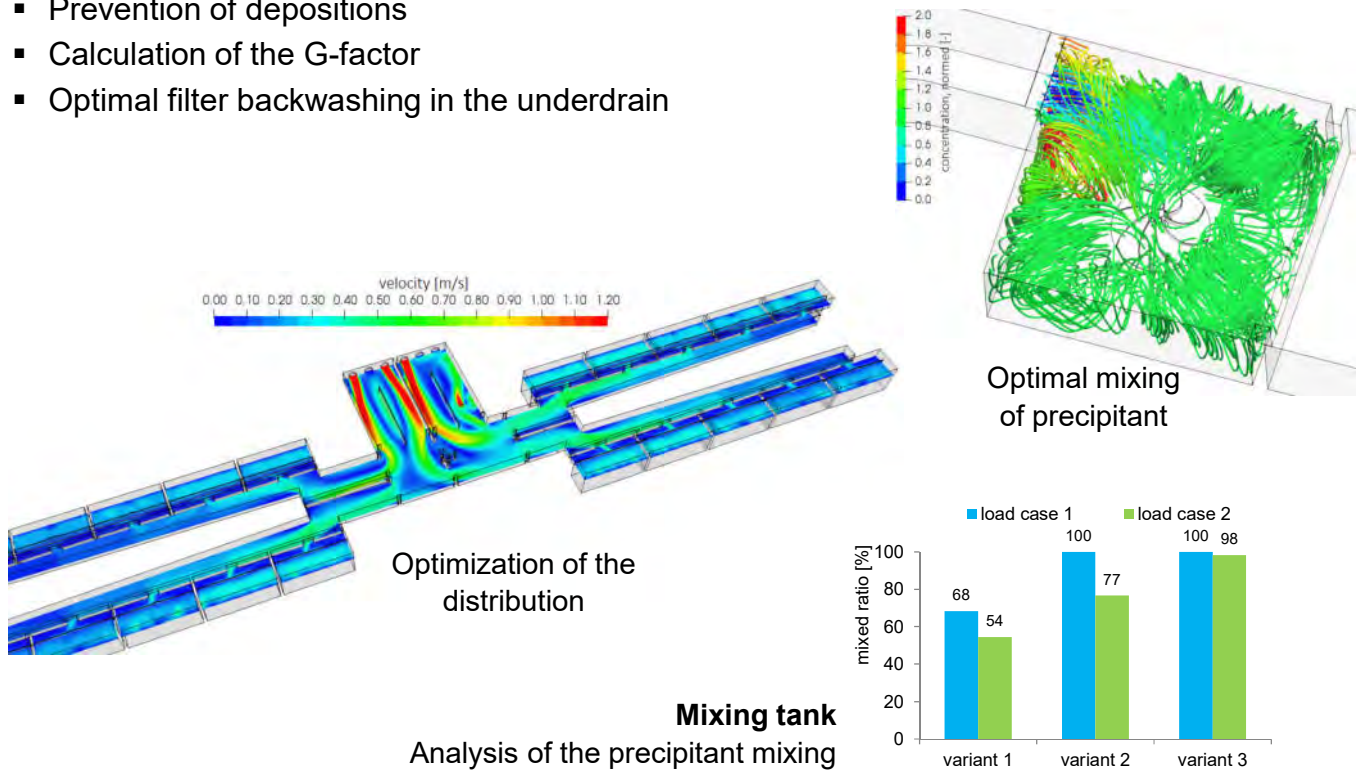 ▪ Prevention of depositions
▪ Calculation of the G-factor
▪ Optimal filter backwashing in the underdrain
2.0
1.8
1.6
1.4
1.2
1.0
0.8
0.6
0.4
0.2
0.0
concentration, normed [-]
velocity [m/s]
0.00 0.10 0.20 0.30 0.40 0.50 0.60 0.70 0.80 0.90 1.00 1.10 1.20
Optimal mixing
of precipitant
Optimization of the
distribution
load case 1 load case 2
mixed ratio [%]
100
80
60
40
20
0
68
54
100
77
100
98
variant 1 variant 2 variant 3
Mixing tank
Analysis of the precipitant mixing